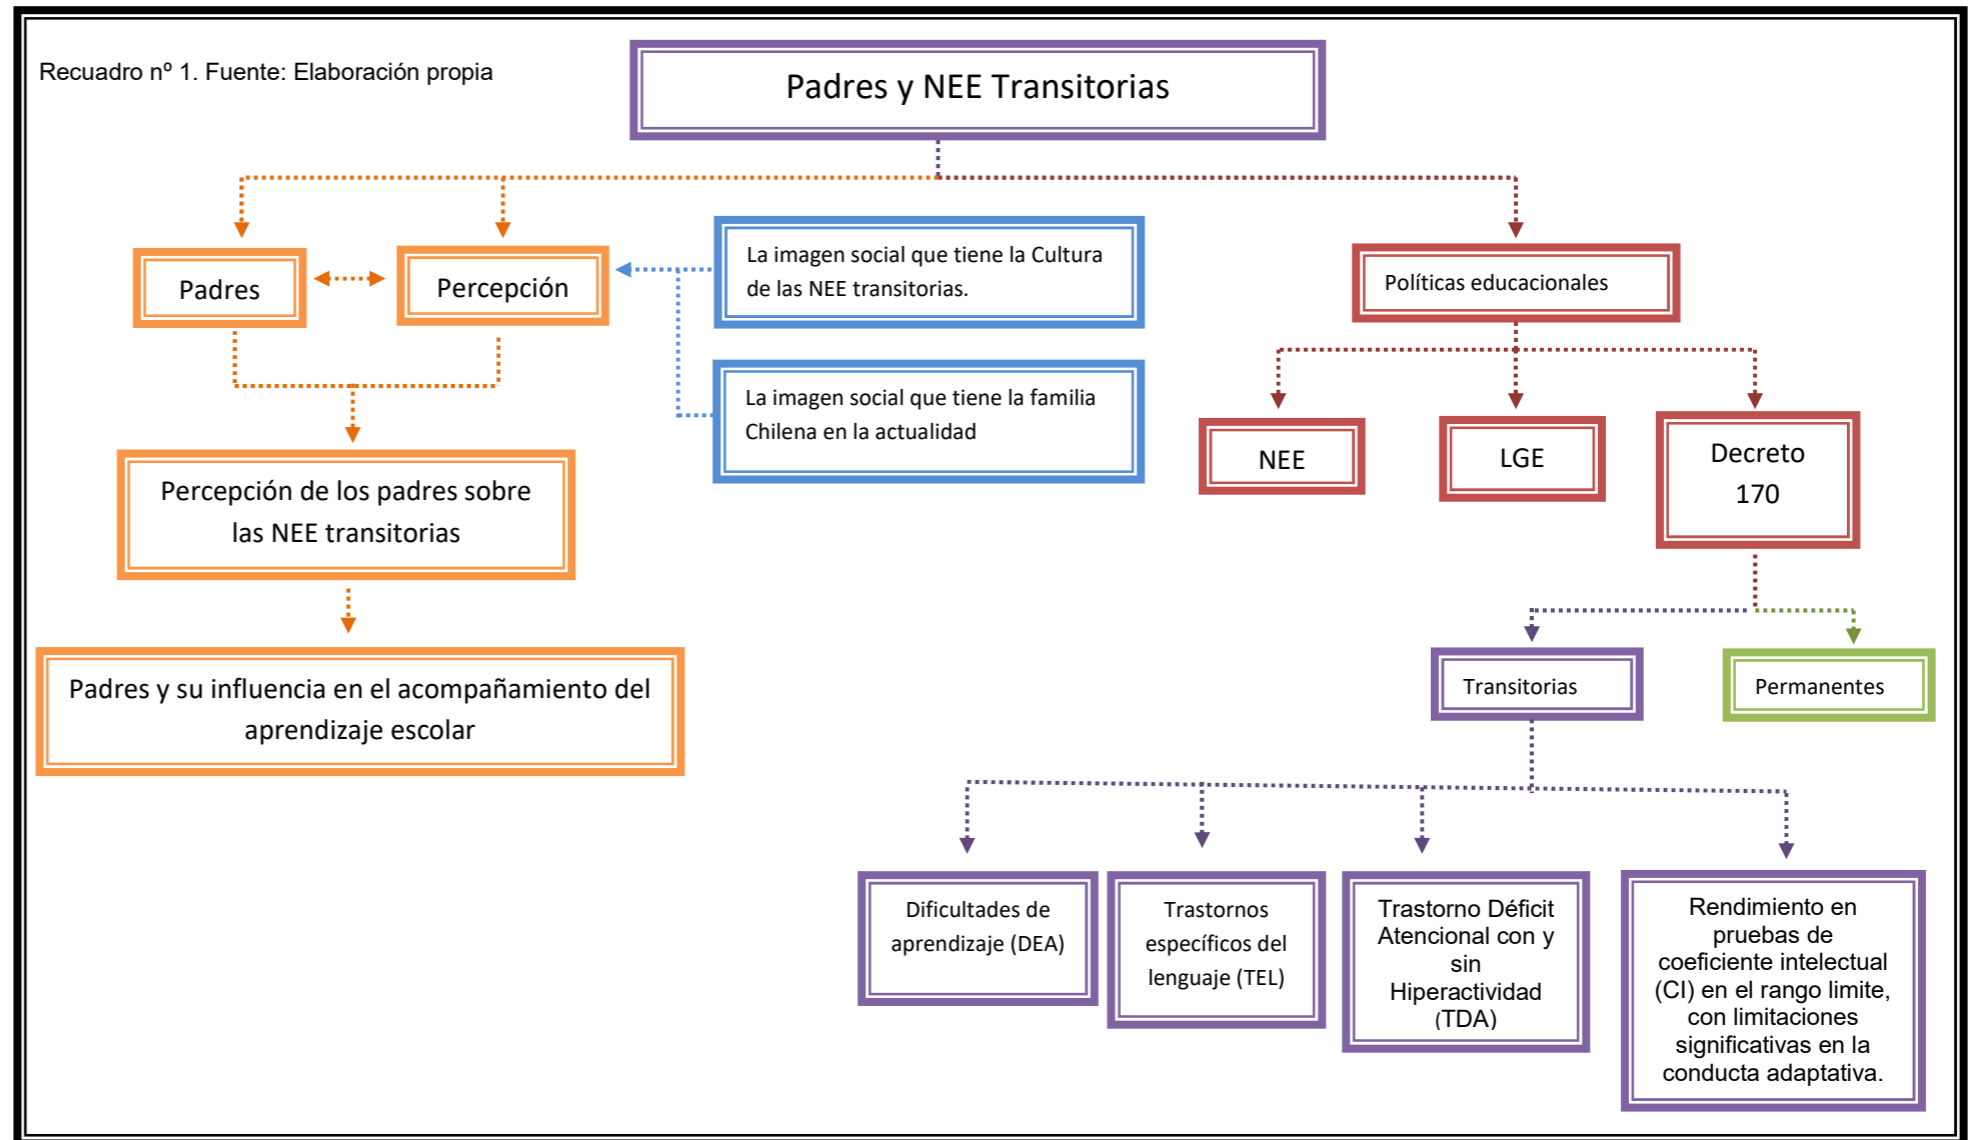 Recuadro nº 1. Fuente: Elaboración propia
Padres y NEE Transitorias
Padres
Percepción
La imagen social que tiene la Cultura
de las NEE transitorias.
La imagen social que tiene la familia
Chilena en la actualidad
Políticas educacionales
NEE
LGE
Decreto
170
Percepción de los padres sobre
las NEE transitorias
Padres y su influencia en el acompañamiento del
aprendizaje escolar
Transitorias
Permanentes
Dificultades de
aprendizaje (DEA)
Trastornos
específicos del
lenguaje (TEL)
Trastorno Déficit
Atencional con y
sin
Hiperactividad
(TDA)
Rendimiento en
pruebas de
coeficiente intelectual
(CI) en el rango limite,
con limitaciones
significativas en la
conducta adaptativa.